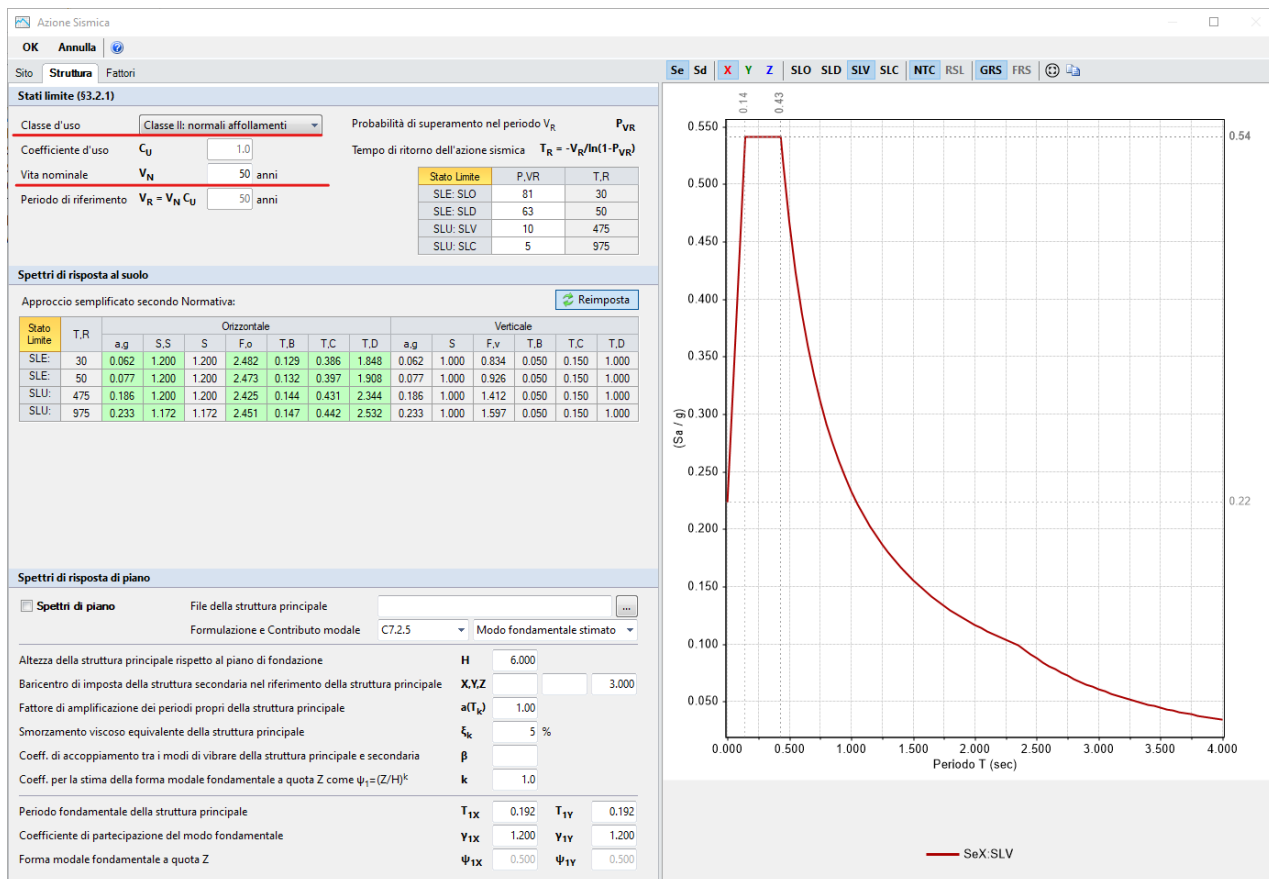 Azione Sismica
OK Annulla
Sito Struttura Fattori
Stati limite (§3.2.1)
Classe d'uso Classe II: normali affollamenti
Coefficiente d'uso CU 1.0
Vita nominale VN 50 anni
Periodo di riferimento VR = VN CU 50 anni
Probabilità di superamento nel periodo VR PVR
Tempo di ritorno dell'azione sismica TR = -VR/ln(1-PVR)
Stato Limite P,VR T,R
SLE: SLO 81 30
SLE: SLD 63 50
SLU: SLV 10 475
SLU: SLC 5 975
Spettri di risposta al suolo
Approccio semplificato secondo Normativa: Reimposta
Stato Limite T,R Orizzontale Verticale
a,g S,S S F,o T,B T,C T,D a,g S F,v T,B T,C T,D
SLE: 30 0.062 1.200 1.200 2.482 0.129 0.386 1.848 0.062 1.000 0.834 0.050 0.150 1.000
SLE: 50 0.077 1.200 1.200 2.473 0.132 0.397 1.908 0.077 1.000 0.926 0.050 0.150 1.000
SLU: 475 0.186 1.200 1.200 2.425 0.144 0.431 2.344 0.186 1.000 1.412 0.050 0.150 1.000
SLU: 975 0.233 1.172 1.172 2.451 0.147 0.442 2.532 0.233 1.000 1.597 0.050 0.150 1.000
Spettri di risposta di piano
Spettri di piano File della struttura principale ...
Formulazione e Contributo modale C7.2.5 Modo fondamentale stimato
Altezza della struttura principale rispetto al piano di fondazione H 6.000
Baricentro di imposta della struttura secondaria nel riferimento della struttura principale X,Y,Z 3.000
Fattore di amplificazione dei periodi propri della struttura principale a(Tk) 1.00
Smorzamento viscoso equivalente della struttura principale ξk 5 %
Coeff. di accoppiamento tra i modi di vibrare della struttura principale e secondaria β
Coeff. per la stima della forma modale fondamentale a quota Z come ψ1=(Z/H)k k 1.0
Periodo fondamentale della struttura principale T1X 0.192 T1Y 0.192
Coefficiente di partecipazione del modo fondamentale γ1X 1.200 γ1Y 1.200
Forma modale fondamentale a quota Z ψ1X 0.500 ψ1Y 0.500
Se Sd X Y Z SLO SLD SLV SLC NTC RSL GRS FRS
0.14 0.43
0.550
0.54
0.500
0.450
0.400
0.350
0.300
(Sa / g)
0.250
0.22
0.200
0.150
0.100
0.050
0.000 0.500 1.000 1.500 2.000 2.500 3.000 3.500 4.000
Periodo T (sec)
SeX:SLV